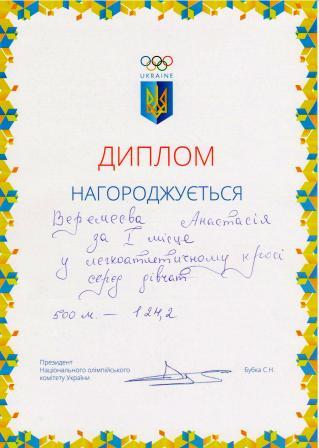 UKRAINE
ДИПЛОМ
НАГОРОДЖУЄТЬСЯ
Веремеєва Анастасія
за I місце
у легкоатлетичному кросі
серед дівчат
500 м. – 1 24,2
Президент
Національного олімпійського
комітету України
Бубка С.Н.